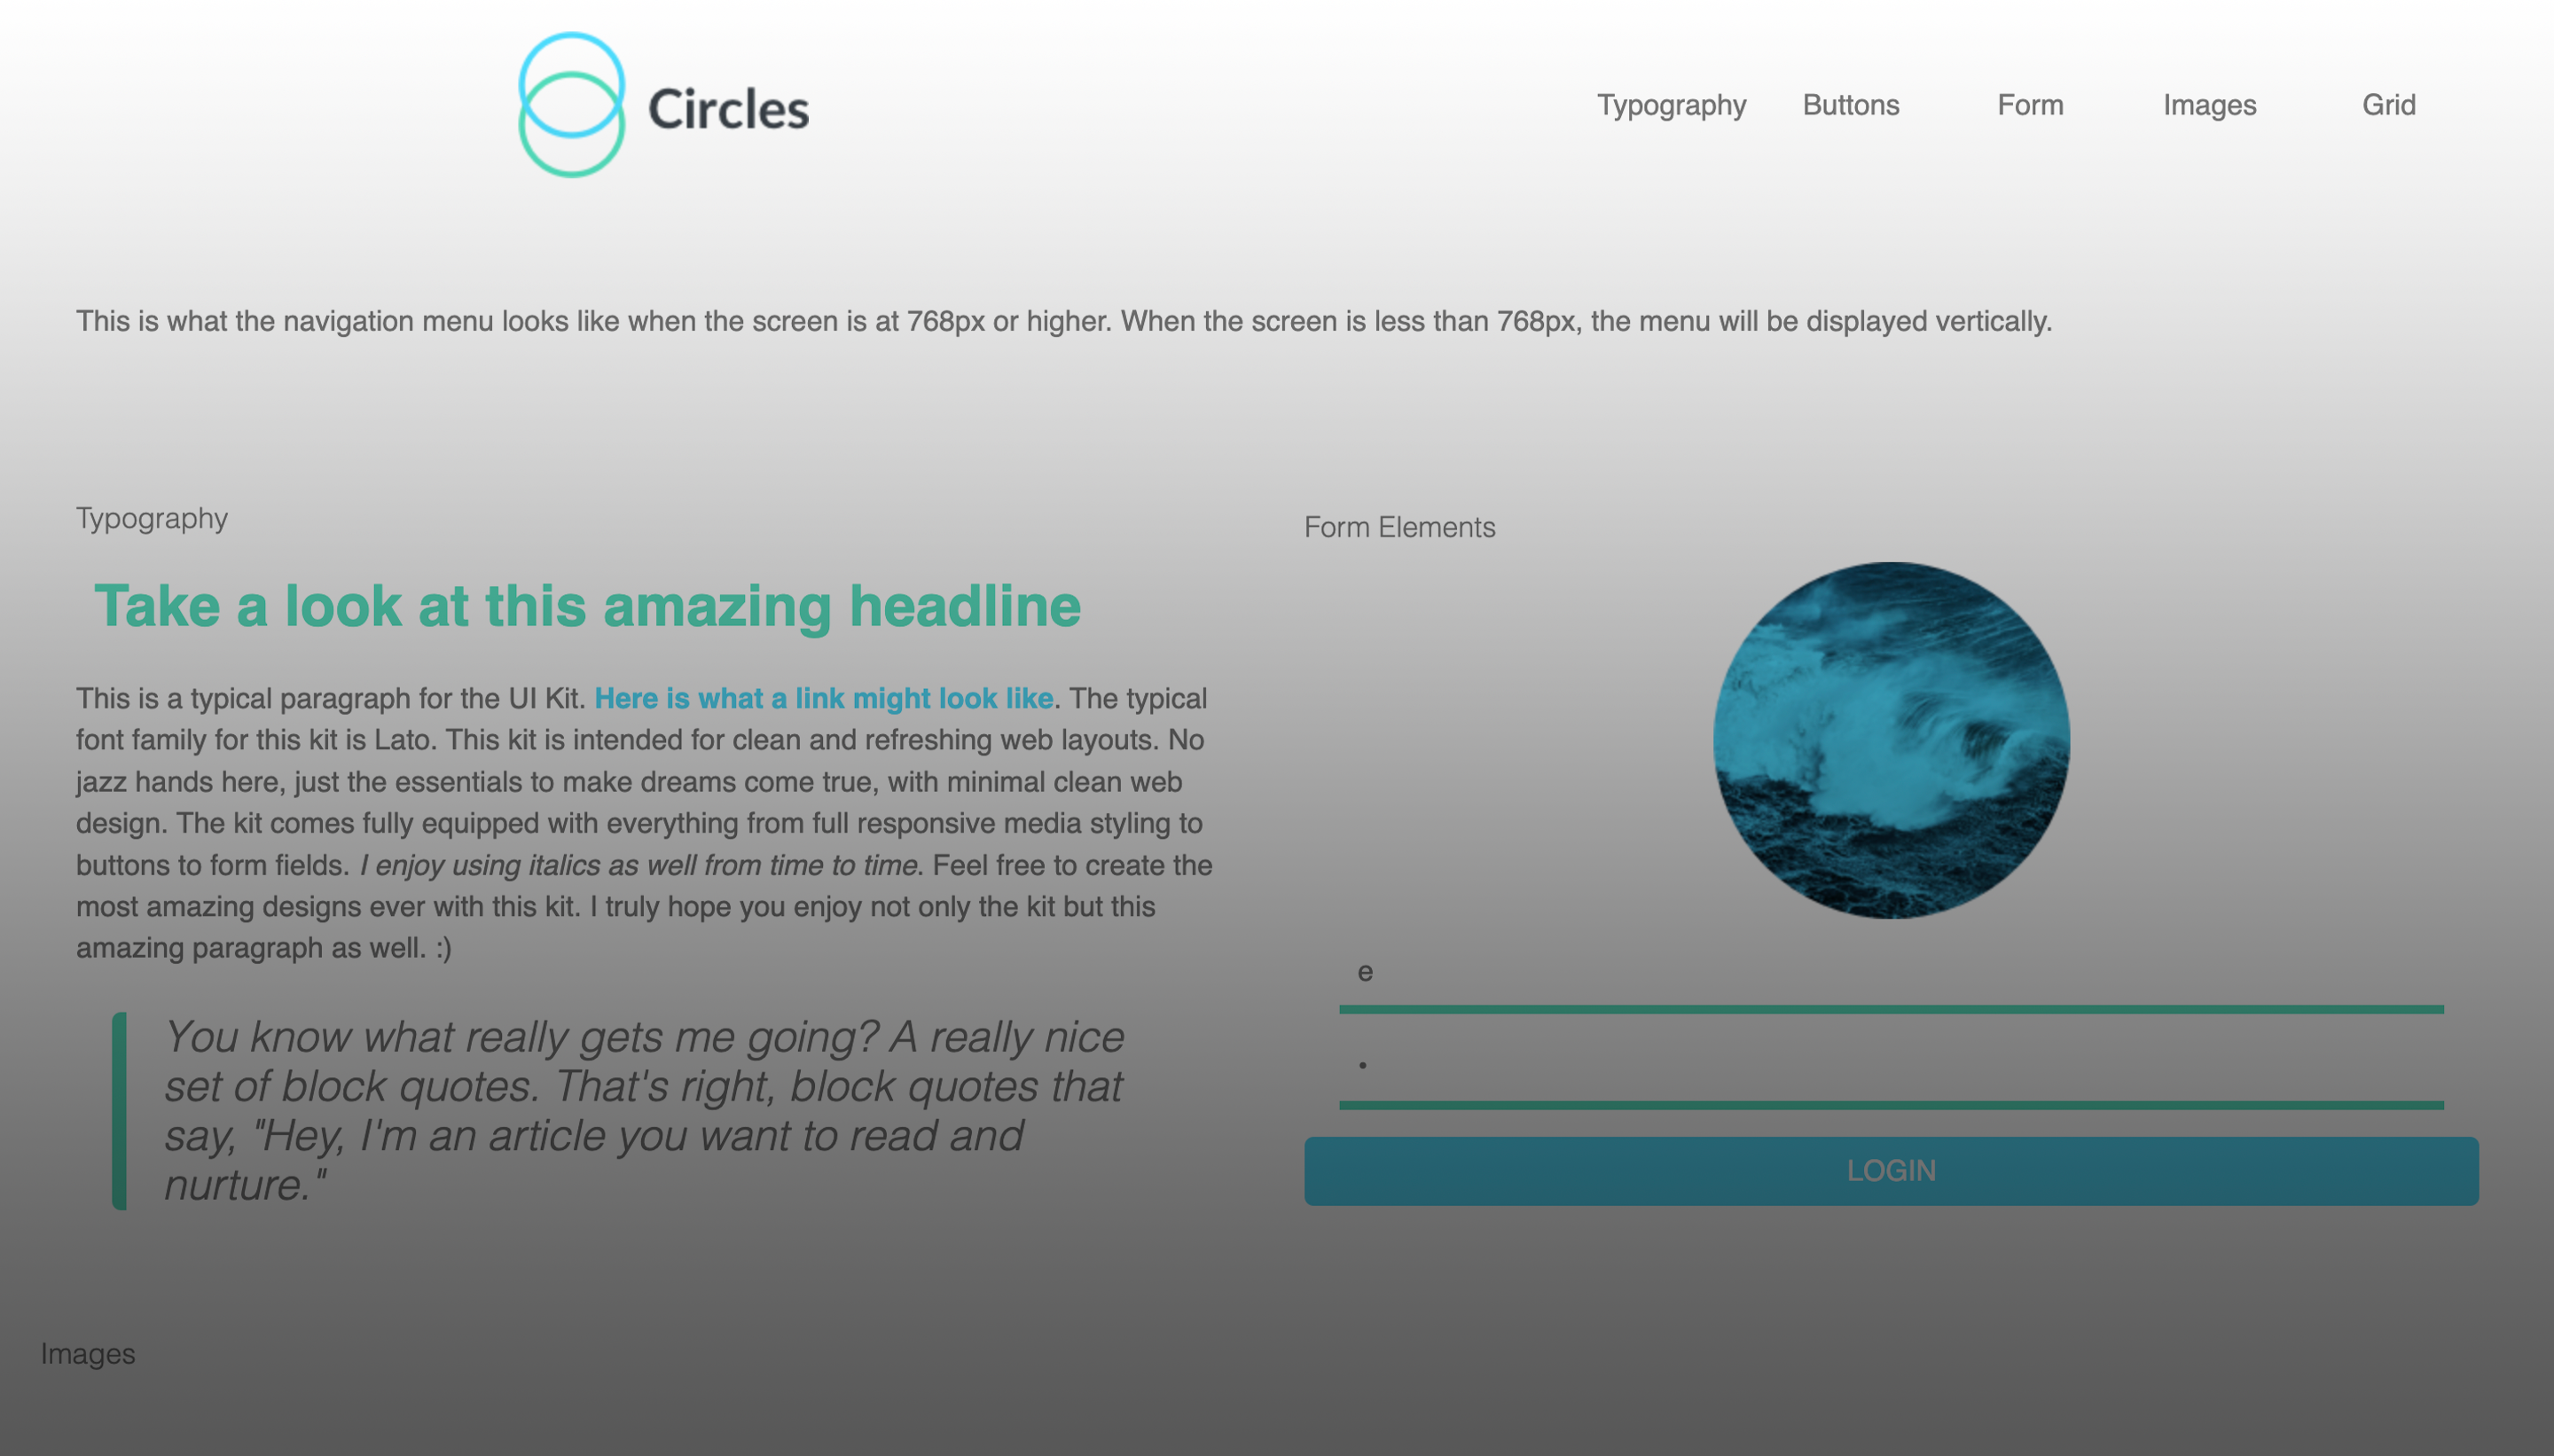 Circles
Typography Buttons Form Images Grid
This is what the navigation menu looks like when the screen is at 768px or higher. When the screen is less than 768px, the menu will be displayed vertically.
Typography
Take a look at this amazing headline
This is a typical paragraph for the UI Kit. Here is what a link might look like. The typical
font family for this kit is Lato. This kit is intended for clean and refreshing web layouts. No
jazz hands here, just the essentials to make dreams come true, with minimal clean web
design. The kit comes fully equipped with everything from full responsive media styling to
buttons to form fields. I enjoy using italics as well from time to time. Feel free to create the
most amazing designs ever with this kit. I truly hope you enjoy not only the kit but this
amazing paragraph as well. :)
You know what really gets me going? A really nice
set of block quotes. That's right, block quotes that
say, "Hey, I'm an article you want to read and
nurture."
Form Elements
e
•
LOGIN
Images